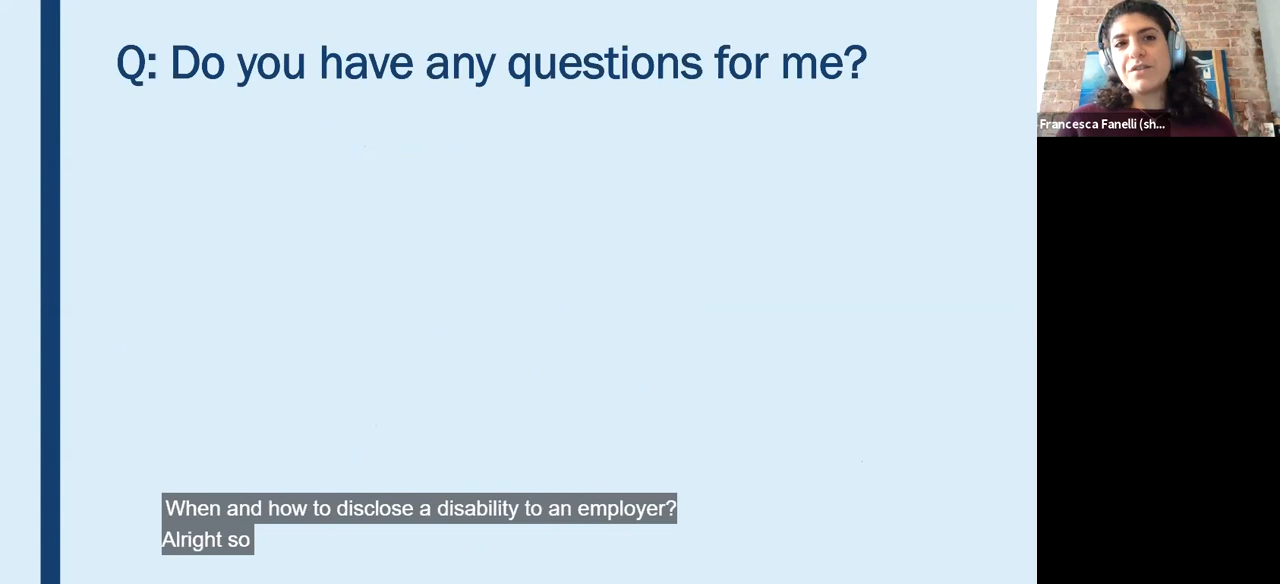 Q: Do you have any questions for me?
Francesca Fanelli (sh...
When and how to disclose a disability to an employer?
Alright so